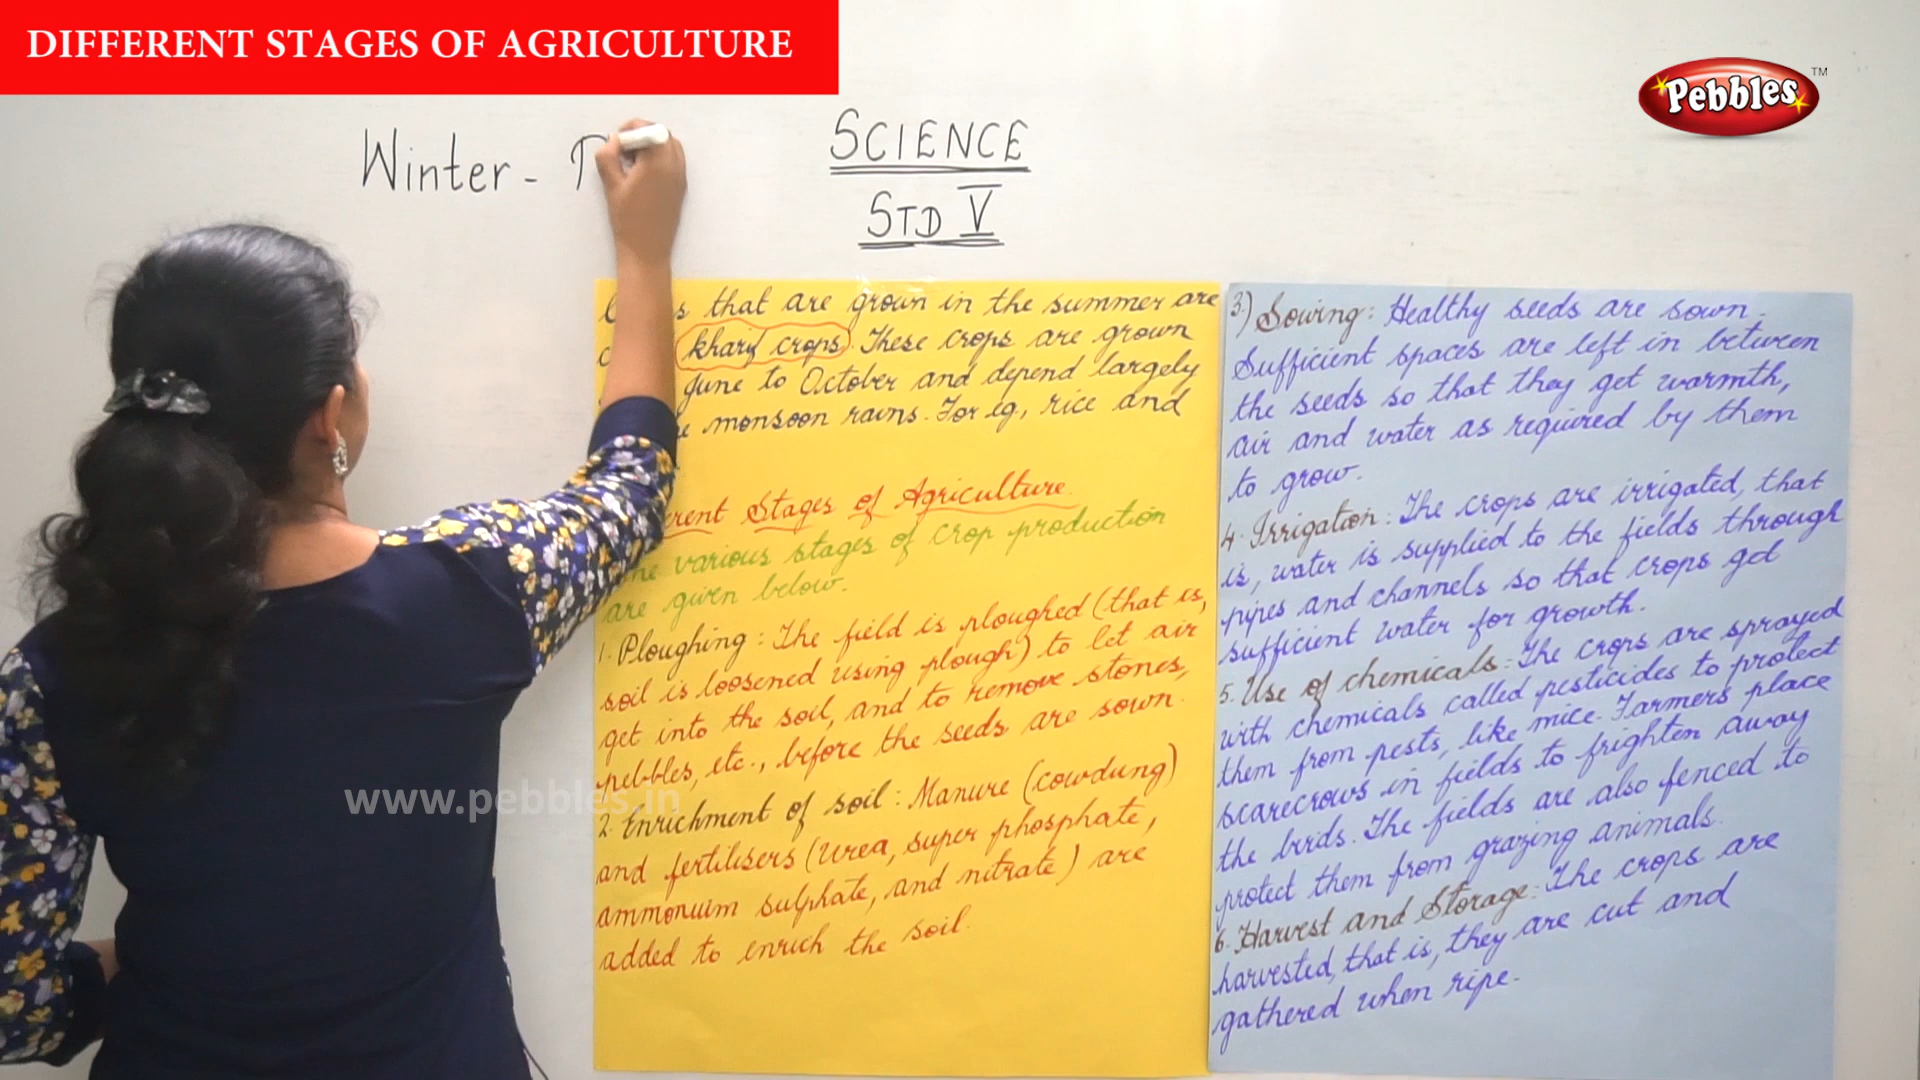 DIFFERENT STAGES OF AGRICULTURE
Pebbles TM
Winter -
SCIENCE
STD V
that are grown in the summer are
kharif crops. These crops are grown
June to October and depend largely
monsoon rains. For eg., rice and
Stages of Agriculture
various stages of crop production
are given below.
1. Ploughing: The field is ploughed (that is,
soil is loosened using plough) to let air
get into the soil, and to remove stones,
pebbles, etc., before the seeds are sown.
2. Enrichment of soil: Manure (cowdung)
and fertilisers (urea, super phosphate,
ammonuim sulphate, and nitrate) are
added to enrich the soil.
3.) Sowing: Healthy seeds are sown.
Sufficient spaces are left in between
the seeds so that they get warmth,
air and water as required by them
to grow.
4. Irrigation: The crops are irrigated, that
is, water is supplied to the fields through
pipes and channels so that crops get
sufficient water for growth.
5. Use of chemicals: The crops are sprayed
with chemicals called pesticides to protect
them from pests, like mice. Farmers place
scarecrows in fields to frighten away
the birds. The fields are also fenced to
protect them from grazing animals.
6. Harvest and Storage: The crops are
harvested, that is, they are cut and
gathered when ripe.
www.pebbles.in